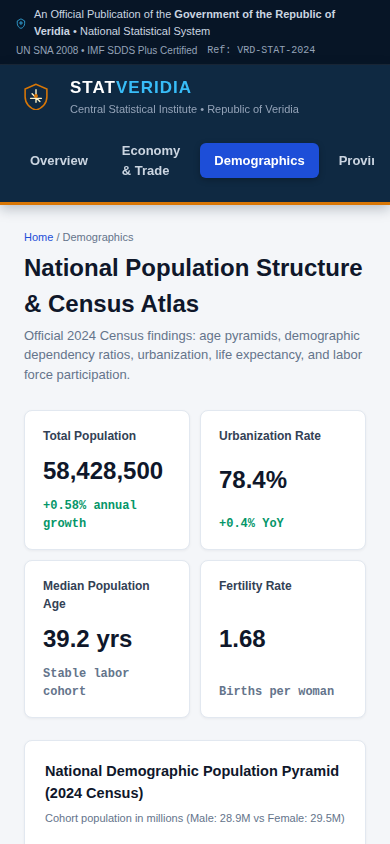 An Official Publication of the Government of the Republic of
Veridia • National Statistical System
UN SNA 2008 • IMF SDDS Plus Certified Ref: VRD-STAT-2024
STATVERIDIA
Central Statistical Institute • Republic of Veridia
Overview
Economy
& Trade
Demographics
Provin
Home / Demographics
National Population Structure
& Census Atlas
Official 2024 Census findings: age pyramids, demographic
dependency ratios, urbanization, life expectancy, and labor
force participation.
Total Population
58,428,500
+0.58% annual
growth
Urbanization Rate
78.4%
+0.4% YoY
Median Population
Age
39.2 yrs
Stable labor
cohort
Fertility Rate
1.68
Births per woman
National Demographic Population Pyramid
(2024 Census)
Cohort population in millions (Male: 28.9M vs Female: 29.5M)